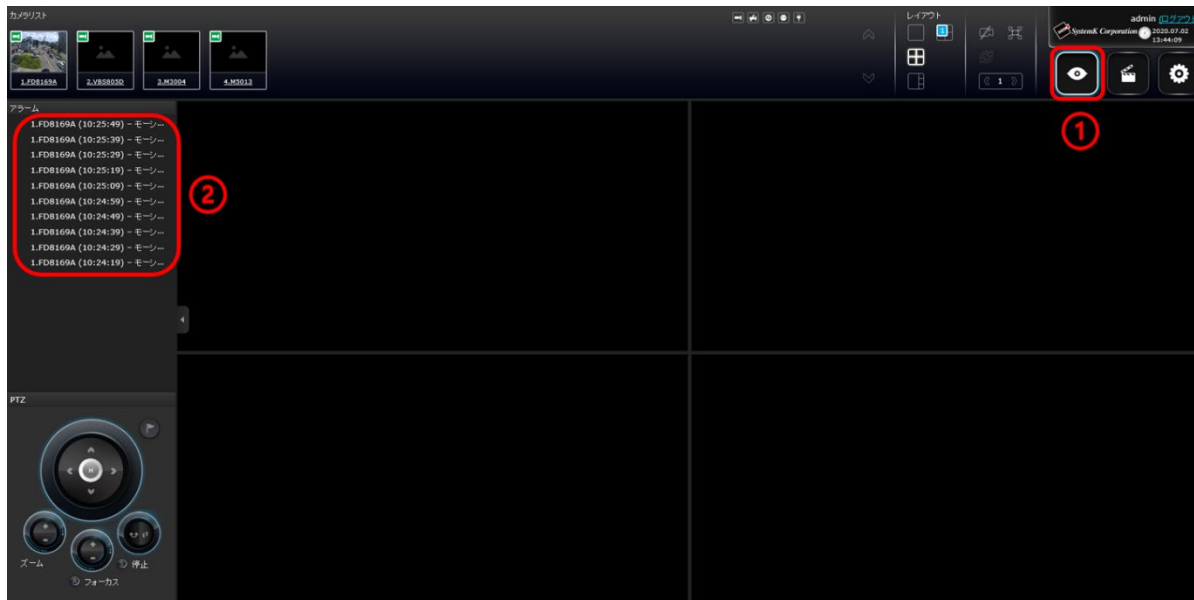 カメラリスト
レイアウト
admin (ログアウ
SystemK Corporation 2020.07.02
13:44:09
1
1.FD8169A 2.VB5805D 3.M3004 4.M5013
1
①
アラーム
1.FD8169A (10:25:49) - モーシ...
1.FD8169A (10:25:39) - モーシ...
1.FD8169A (10:25:29) - モーシ...
1.FD8169A (10:25:19) - モーシ...
1.FD8169A (10:25:09) - モーシ...
1.FD8169A (10:24:59) - モーシ...
1.FD8169A (10:24:49) - モーシ...
1.FD8169A (10:24:39) - モーシ...
1.FD8169A (10:24:29) - モーシ...
1.FD8169A (10:24:19) - モーシ...
②
PTZ
H
ズーム
停止
フォーカス